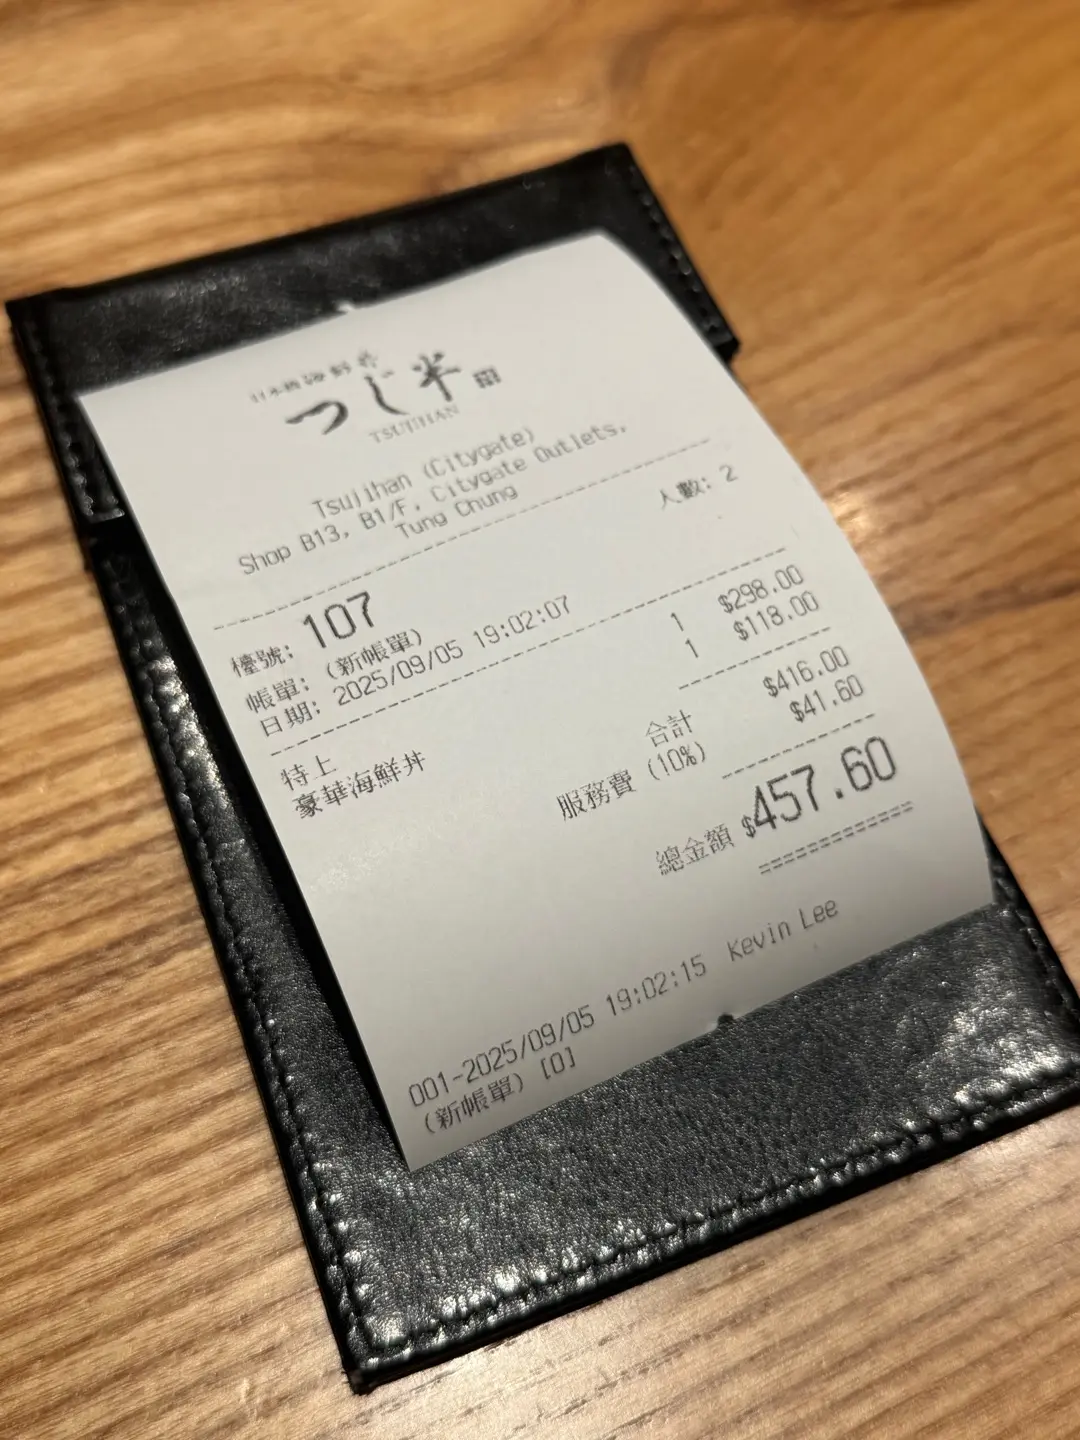 日本橋海鮮丼
つじ半
TSUJIHAN
Tsujihan (Citygate)
Shop B13, B1/F, Citygate Outlets,
Tung Chung
人數: 2
檯號: 107
帳單: (新帳單)
日期: 2025/09/05 19:02:07
特上 1 $298.00
豪華海鮮丼 1 $118.00
合計 $416.00
服務費 (10%) $41.60
總金額 $457.60
001-2025/09/05 19:02:15 Kevin Lee
(新帳單) [0]